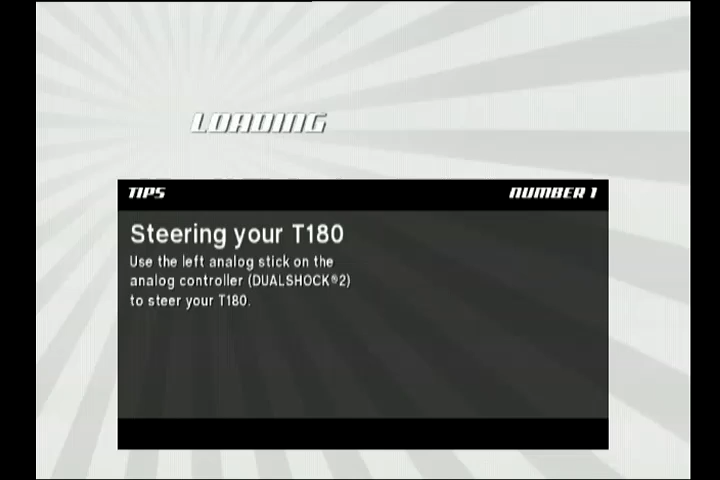 LOADING
TIPS NUMBER 1
Steering your T180
Use the left analog stick on the
analog controller (DUALSHOCK®2)
to steer your T180.